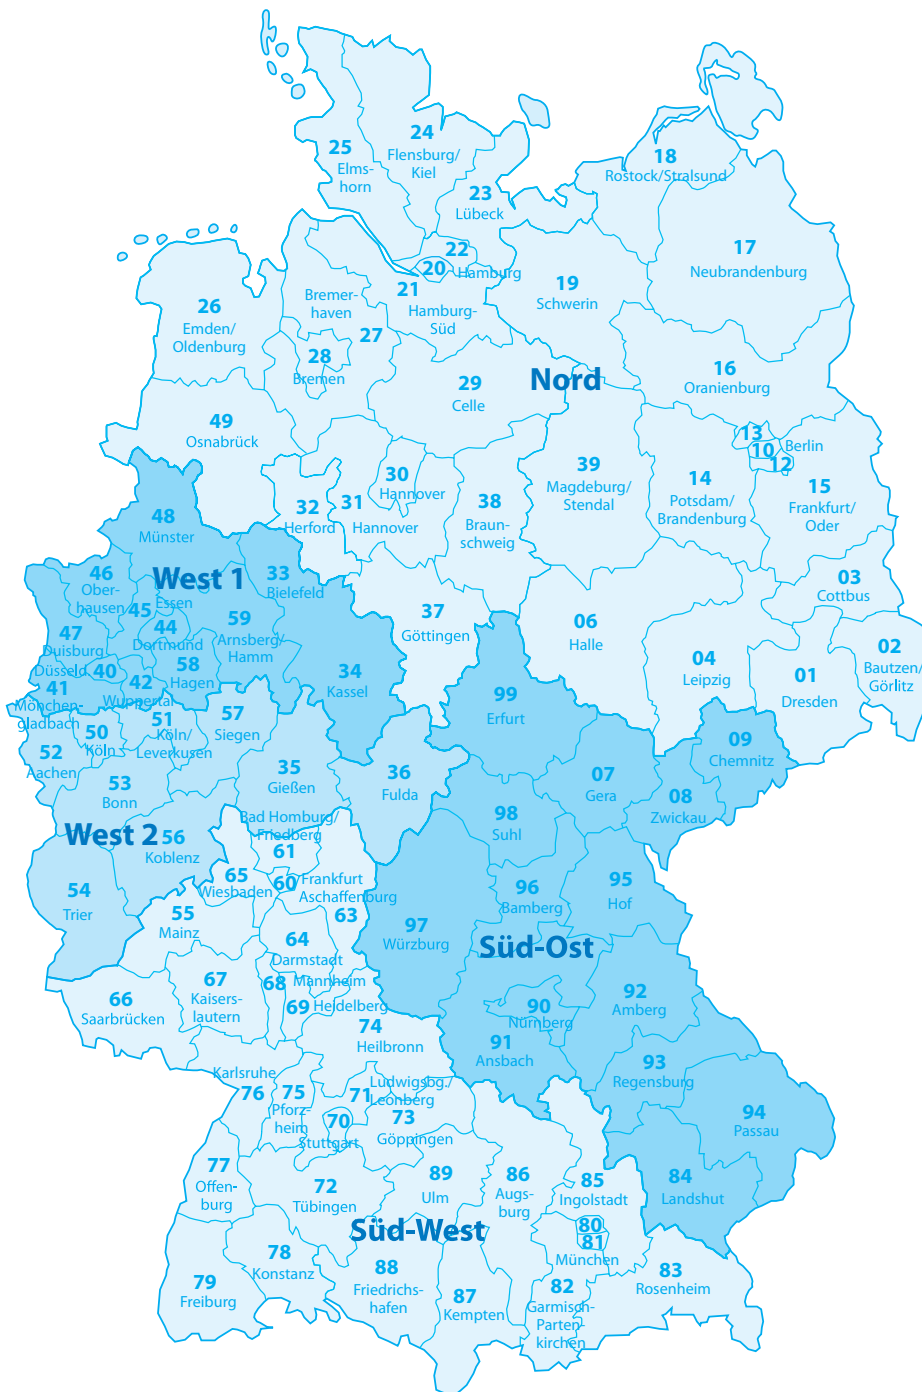 24
Flensburg/
Kiel
25
Elms-
horn
18
Rostock/Stralsund
23
Lübeck
22
20
Hamburg
17
Neubrandenburg
19
Schwerin
21
Hamburg-
Süd
26
Emden/
Oldenburg
Bremer-
haven
27
28
Bremen
29
Celle
Nord
16
Oranienburg
49
Osnabrück
13
10
12
Berlin
30
Hannover
39
Magdeburg/
Stendal
14
Potsdam/
Brandenburg
15
Frankfurt/
Oder
32
Herford
31
Hannover
38
Braun-
schweig
48
Münster
West 1
46
Ober-
hausen
45
Essen
33
Bielefeld
03
Cottbus
37
Göttingen
06
Halle
59
Arnsberg/
Hamm
44
Dortmund
47
Duisburg
Düsseld
40
58
Hagen
42
Wuppertal
41
Mönchen-
gladbach
34
Kassel
04
Leipzig
01
Dresden
02
Bautzen/
Görlitz
99
Erfurt
57
Siegen
51
Köln/
Leverkusen
50
Köln
52
Aachen
09
Chemnitz
53
Bonn
35
Gießen
36
Fulda
07
Gera
08
Zwickau
Bad Homburg/
Friedberg
61
98
Suhl
West 2
56
Koblenz
65
Wiesbaden
60
Frankfurt
Aschaffenburg
63
54
Trier
55
Mainz
96
Bamberg
95
Hof
97
Würzburg
Süd-Ost
64
Darmstadt
67
Kaisers-
lautern
68
Mannheim
66
Saarbrücken
69
Heidelberg
92
Amberg
90
Nürnberg
91
Ansbach
74
Heilbronn
93
Regensburg
Karlsruhe
76
75
Pforz-
heim
71
Ludwigsbg./
Leonberg
70
Stuttgart
73
Göppingen
94
Passau
77
Offen-
burg
72
Tübingen
89
Ulm
86
Augs-
burg
85
Ingolstadt
84
Landshut
Süd-West
80
81
München
78
Konstanz
79
Freiburg
88
Friedrichs-
hafen
87
Kempten
82
Garmisch-
Parten-
kirchen
83
Rosenheim